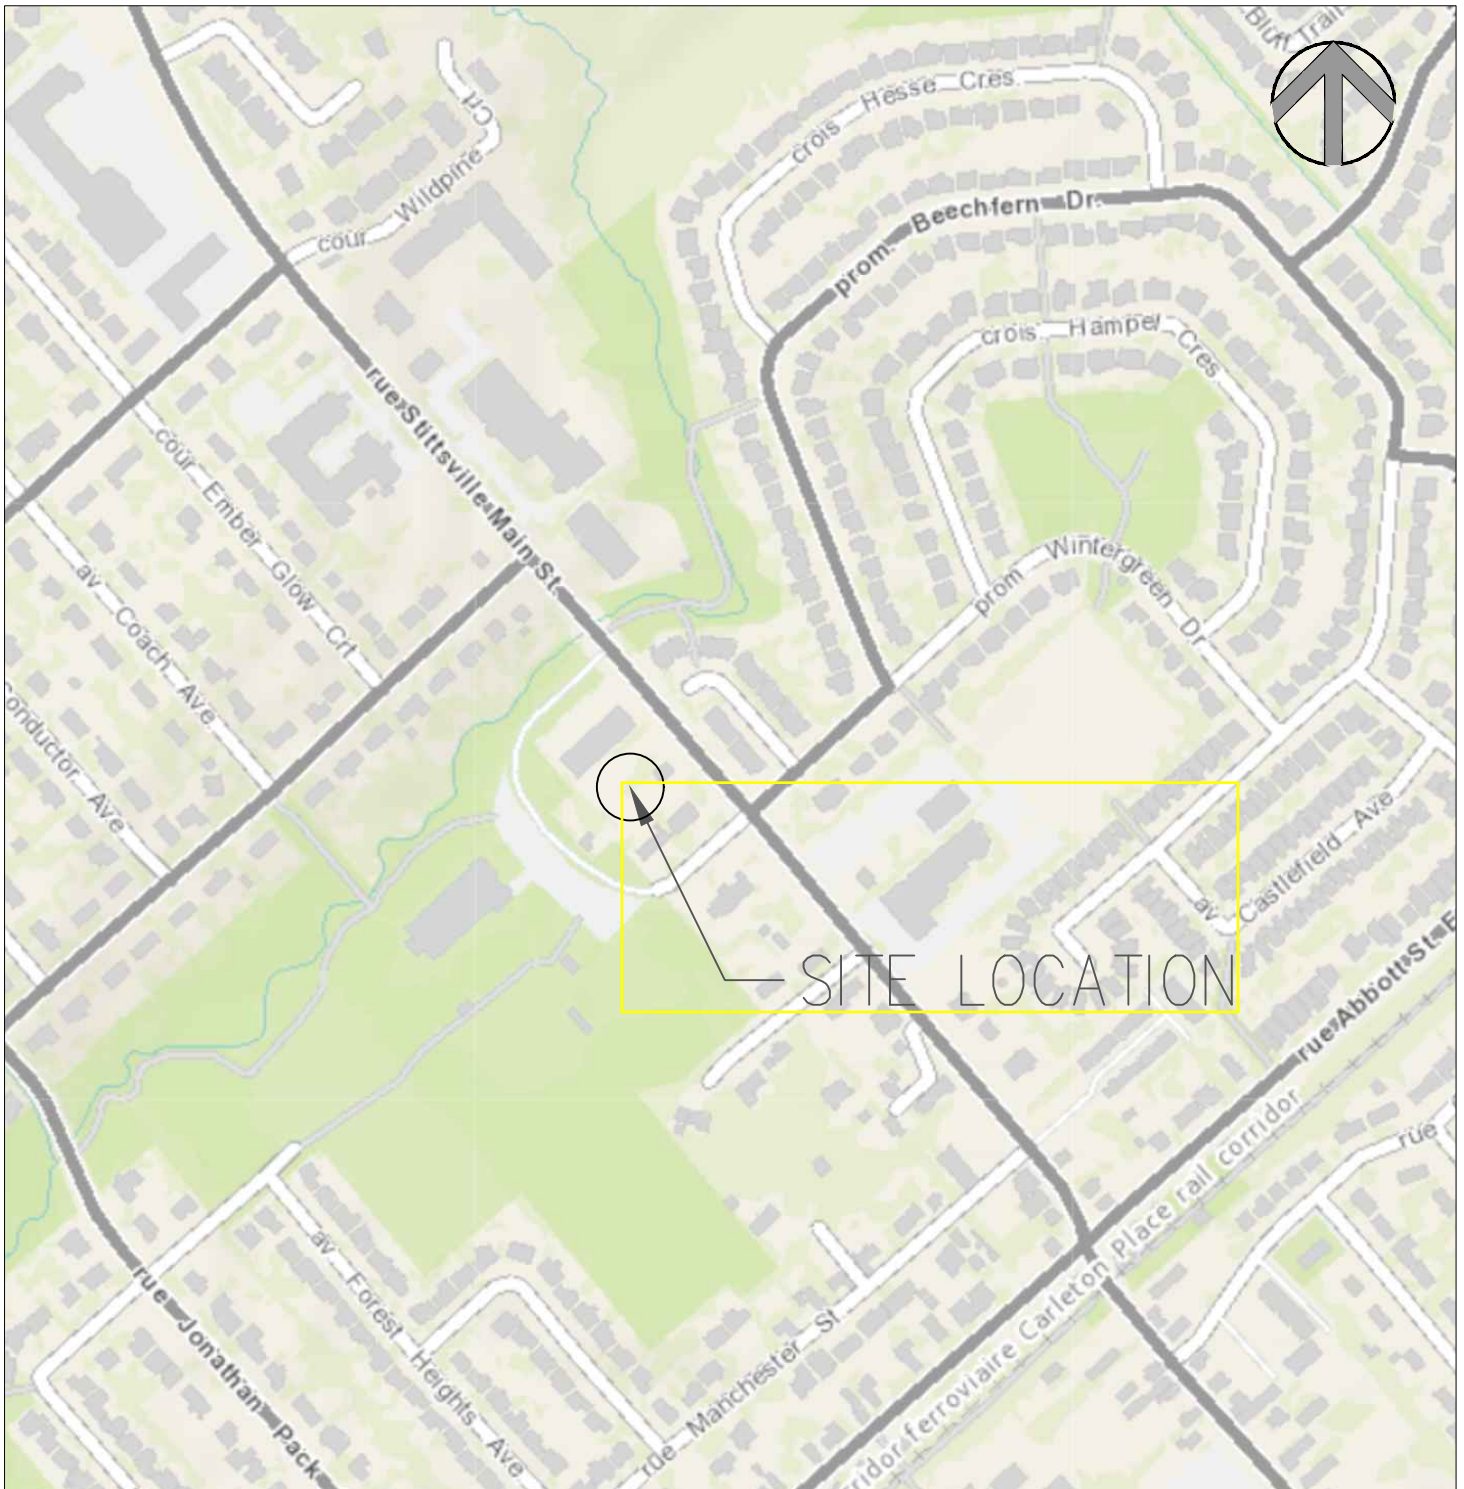 Bluff Trail
crois Hesse Cres.
Crt
cour Wildpine
prom. Beechfern Dr.
crois Hampel Cres.
rue Stittsville Main St.
cour Ember Glow Crt
av Coach Ave
Conductor Ave
prom Wintergreen Dr
av Castlefield Ave
SITE LOCATION
rue Abbott St E
rue
corridor ferroviaire Carleton Place rail corridor
rue Jonathan Pack
av Forest Heights Ave
rue Manchester St